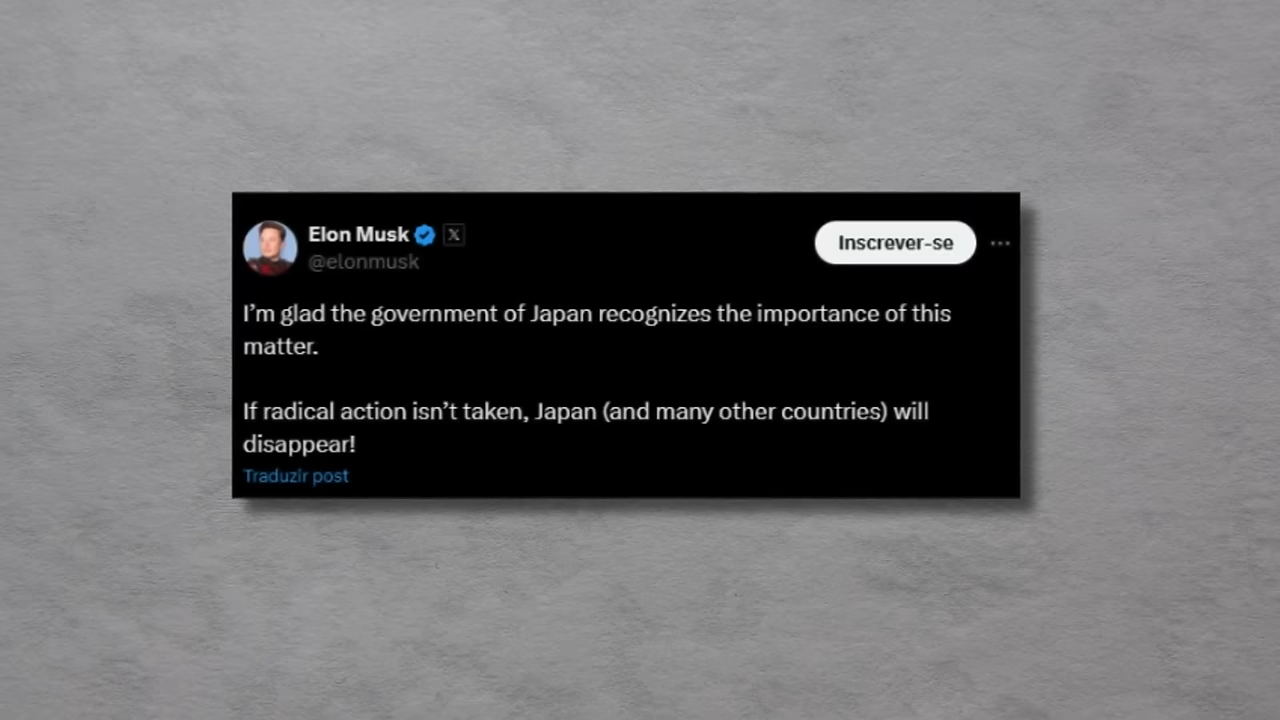 Elon Musk
@elonmusk
Inscrever-se
I’m glad the government of Japan recognizes the importance of this
matter.
If radical action isn’t taken, Japan (and many other countries) will
disappear!
Traduzir post